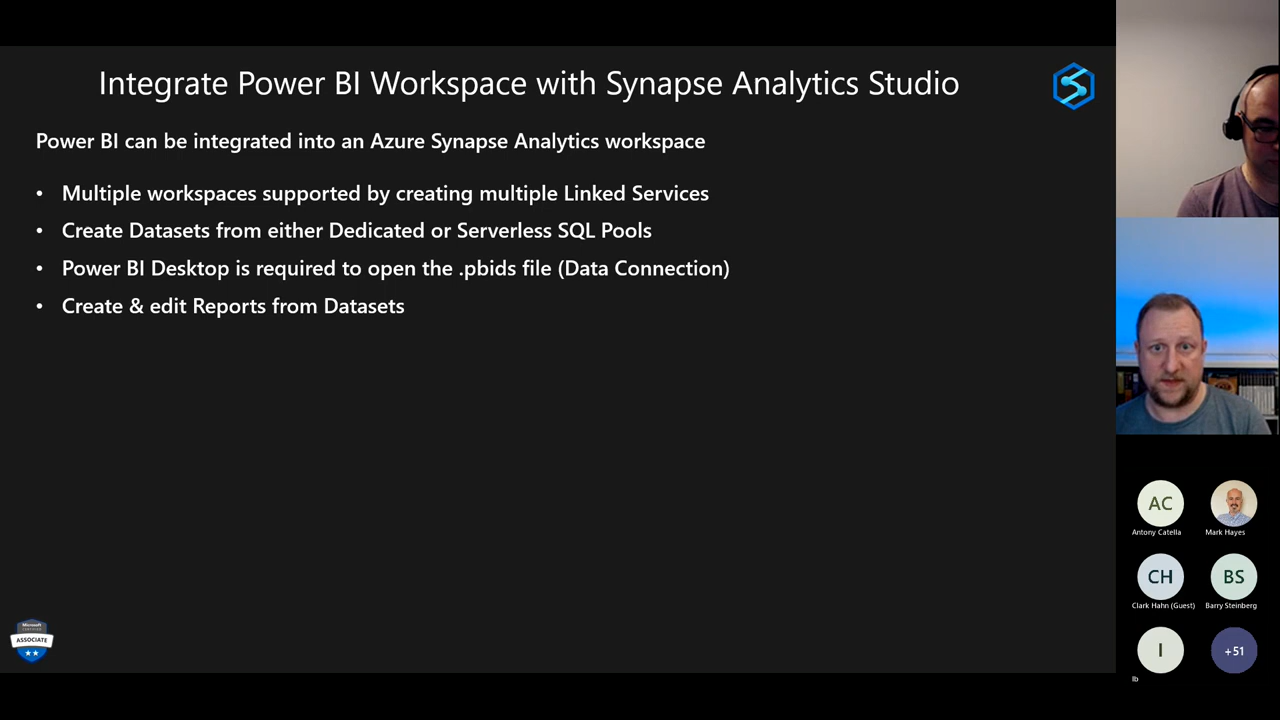 Integrate Power BI Workspace with Synapse Analytics Studio
Power BI can be integrated into an Azure Synapse Analytics workspace
• Multiple workspaces supported by creating multiple Linked Services
• Create Datasets from either Dedicated or Serverless SQL Pools
• Power BI Desktop is required to open the .pbids file (Data Connection)
• Create & edit Reports from Datasets
Microsoft
CERTIFIED
ASSOCIATE
AC
Antony Catella
Mark Hayes
CH
BS
Clark Hahn (Guest)
Barry Steinberg
I
+51
Ib